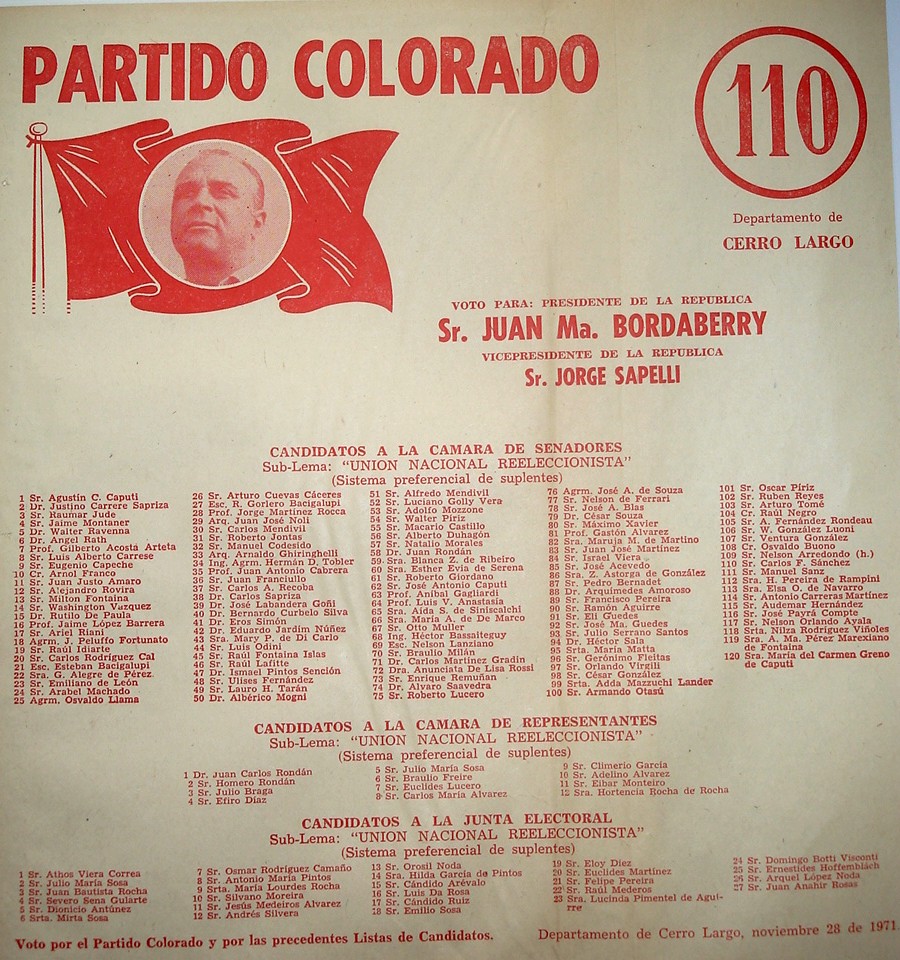 PARTIDO COLORADO
110
Departamento de
CERRO LARGO
VOTO PARA: PRESIDENTE DE LA REPUBLICA
Sr. JUAN Ma. BORDABERRY
VICEPRESIDENTE DE LA REPUBLICA
Sr. JORGE SAPELLI
CANDIDATOS A LA CAMARA DE SENADORES
Sub-Lema: "UNION NACIONAL REELECCIONISTA"
(Sistema preferencial de suplentes)
1 Sr. Agustín C. Caputi
2 Dr. Justino Carrere Sapriza
3 Sr. Raumar Jude
4 Sr. Jaime Montaner
5 Dr. Walter Ravenna
6 Dr. Angel Rath
7 Prof. Gilberto Acosta Arteta
8 Sr. Luis Alberto Carrese
9 Sr. Eugenio Capeche
10 Cr. Arnol Franco
11 Sr. Juan Justo Amaro
12 Sr. Alejandro Rovira
13 Sr. Milton Fontaina
14 Sr. Washington Vazquez
15 Dr. Rutilo De Paula
16 Prof. Jaime López Barrera
17 Sr. Ariel Riani
18 Agrm. J. Peluffo Fortunato
19 Sr. Raúl Idiarte
20 Sr. Carlos Rodríguez Cal
21 Esc. Esteban Bacigalupi
22 Sra. G. Alegre de Pérez
23 Sr. Emiliano de León
24 Sr. Arabel Machado
25 Agrm. Osvaldo Llama
26 Sr. Arturo Cuevas Cáceres
27 Esc. R. Gorlero Bacigalupi
28 Prof. Jorge Martínez Rocca
29 Arq. Juan José Noli
30 Sr. Carlos Mendivil
31 Sr. Roberto Jontas
32 Sr. Manuel Codesido
33 Arq. Arnaldo Ghiringhelli
34 Ing. Agrm. Hermán D. Tobler
35 Prof. Juan Antonio Cabrera
36 Sr. Juan Franciullo
37 Sr. Carlos A. Recoba
38 Dr. Carlos Sapriza
39 Dr. José Labandera Goñi
40 Dr. Bernardo Curbelo Silva
41 Dr. Eros Simón
42 Dr. Eduardo Jardim Núñez
43 Sra. Mary P. de Di Carlo
44 Sr. Luis Odini
45 Sr. Raúl Fontaina Islas
46 Sr. Raúl Lafitte
47 Dr. Ismael Pintos Sención
48 Sr. Ulises Fernández
49 Sr. Lauro H. Tarán
50 Dr. Albérico Mogni
51 Sr. Alfredo Mendivil
52 Sr. Luciano Golly Vera
53 Sr. Adolfo Mozzone
54 Sr. Walter Píriz
55 Sr. Macario Castillo
56 Sr. Alberto Duhagón
57 Sr. Natalio Morales
58 Dr. Juan Rondán
59 Sra. Blanca Z. de Ribeiro
60 Sra. Esther Evia de Serena
61 Sr. Roberto Giordano
62 Sr. José Antonio Caputi
63 Prof. Aníbal Gagliardi
64 Prof. Luis V. Anastasia
65 Sra. Aida S. de Siniscalchi
66 Sra. María A. de De Marco
67 Sr. Otto Muller
68 Ing. Héctor Bassaiteguy
69 Esc. Nelson Lanziano
70 Sr. Braulio Milán
71 Dr. Carlos Martínez Gradin
72 Dra. Anunciata De Lisa Rossi
73 Sr. Enrique Remuñan
74 Dr. Alvaro Saavedra
75 Sr. Roberto Lucero
76 Agrm. José A. de Souza
77 Sr. Nelson de Ferrari
78 Sr. José A. Blas
79 Dr. César Souza
80 Sr. Máximo Xavier
81 Prof. Gastón Alvarez
82 Sra. Maruja M. de Martino
83 Sr. Juan José Martínez
84 Sr. Israel Viera
85 Sr. José Acevedo
86 Sra. Z. Astorga de González
87 Sr. Pedro Bernadet
88 Dr. Arquímedes Amoroso
89 Sr. Francisco Pereira
90 Sr. Ramón Aguirre
91 Sr. Eli Guedes
92 Sr. José Ma. Guedes
93 Sr. Julio Serrano Santos
94 Dr. Héctor Sala
95 Srta. María Matta
96 Sr. Gerónimo Fleitas
97 Sr. Orlando Virgili
98 Sr. César González
99 Srta. Adda Mazzuchi Lander
100 Sr. Armando Otasú
101 Sr. Oscar Píriz
102 Sr. Ruben Reyes
103 Sr. Arturo Tomé
104 Cr. Raúl Negro
105 Sr. A. Fernández Rondeau
106 Sr. W. González Luoni
107 Sr. Ventura González
108 Cr. Osvaldo Buono
109 Sr. Nelson Arredondo (h.)
110 Sr. Carlos F. Sánchez
111 Sr. Manuel Sanz
112 Sra. H. Pereira de Rampini
113 Sra. Elsa O. de Navarro
114 Sr. Antonio Carreras Martínez
115 Sr. Audemar Hernández
116 Sr. José Payrá Compte
117 Sr. Nelson Orlando Ayala
118 Srta. Nilza Rodríguez Viñoles
119 Sra. A. Ma. Pérez Marexiano
de Fontaina
120 Sra. María del Carmen Greno
de Caputi
CANDIDATOS A LA CAMARA DE REPRESENTANTES
Sub-Lema: "UNION NACIONAL REELECCIONISTA"
(Sistema preferencial de suplentes)
1 Dr. Juan Carlos Rondán
2 Sr. Homero Rondán
3 Sr. Julio Braga
4 Sr. Efiro Díaz
5 Sr. Julio María Sosa
6 Sr. Braulio Freire
7 Sr. Euclides Lucero
8 Sr. Carlos María Alvarez
9 Sr. Climerio García
10 Sr. Adelino Alvarez
11 Sr. Eibar Monteiro
12 Sra. Hortencia Rocha de Rocha
CANDIDATOS A LA JUNTA ELECTORAL
Sub-Lema: "UNION NACIONAL REELECCIONISTA"
(Sistema preferencial de suplentes)
1 Sr. Athos Viera Correa
2 Sr. Julio María Sosa
3 Sr. Juan Bautista Rocha
4 Sr. Severo Sena Gularte
5 Sr. Dionicio Antúnez
6 Srta. Mirta Sosa
7 Sr. Osmar Rodríguez Camaño
8 Sr. Antonio María Pintos
9 Srta. María Lourdes Rocha
10 Sr. Silvano Moreira
11 Sr. Jesús Medeiros Alvarez
12 Sr. Andrés Silvera
13 Sr. Orosil Noda
14 Sra. Hilda García de Pintos
15 Sr. Cándido Arévalo
16 Sr. Luis Da Rosa
17 Sr. Cándido Ruiz
18 Sr. Emilio Sosa
19 Sr. Eloy Díez
20 Sr. Euclides Martínez
21 Sr. Felipe Pereira
22 Sr. Raúl Mederos
23 Sra. Lucinda Pimentel de Agui-
rre
24 Sr. Domingo Botti Visconti
25 Sr. Ernestides Hoffemblách
26 Sr. Arquel López Noda
27 Sr. Juan Anahir Rosas
Voto por el Partido Colorado y por las precedentes Listas de Candidatos.
Departamento de Cerro Largo, noviembre 28 de 1971.